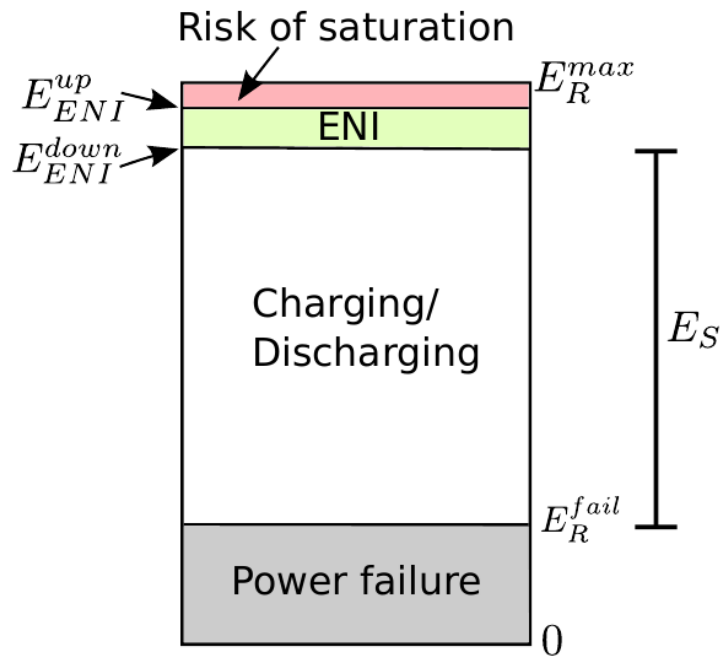 Risk of saturation
E_{ENI}^{up}
E_R^{max}
ENI
E_{ENI}^{down}
Charging/
Discharging
E_S
E_R^{fail}
Power failure
0